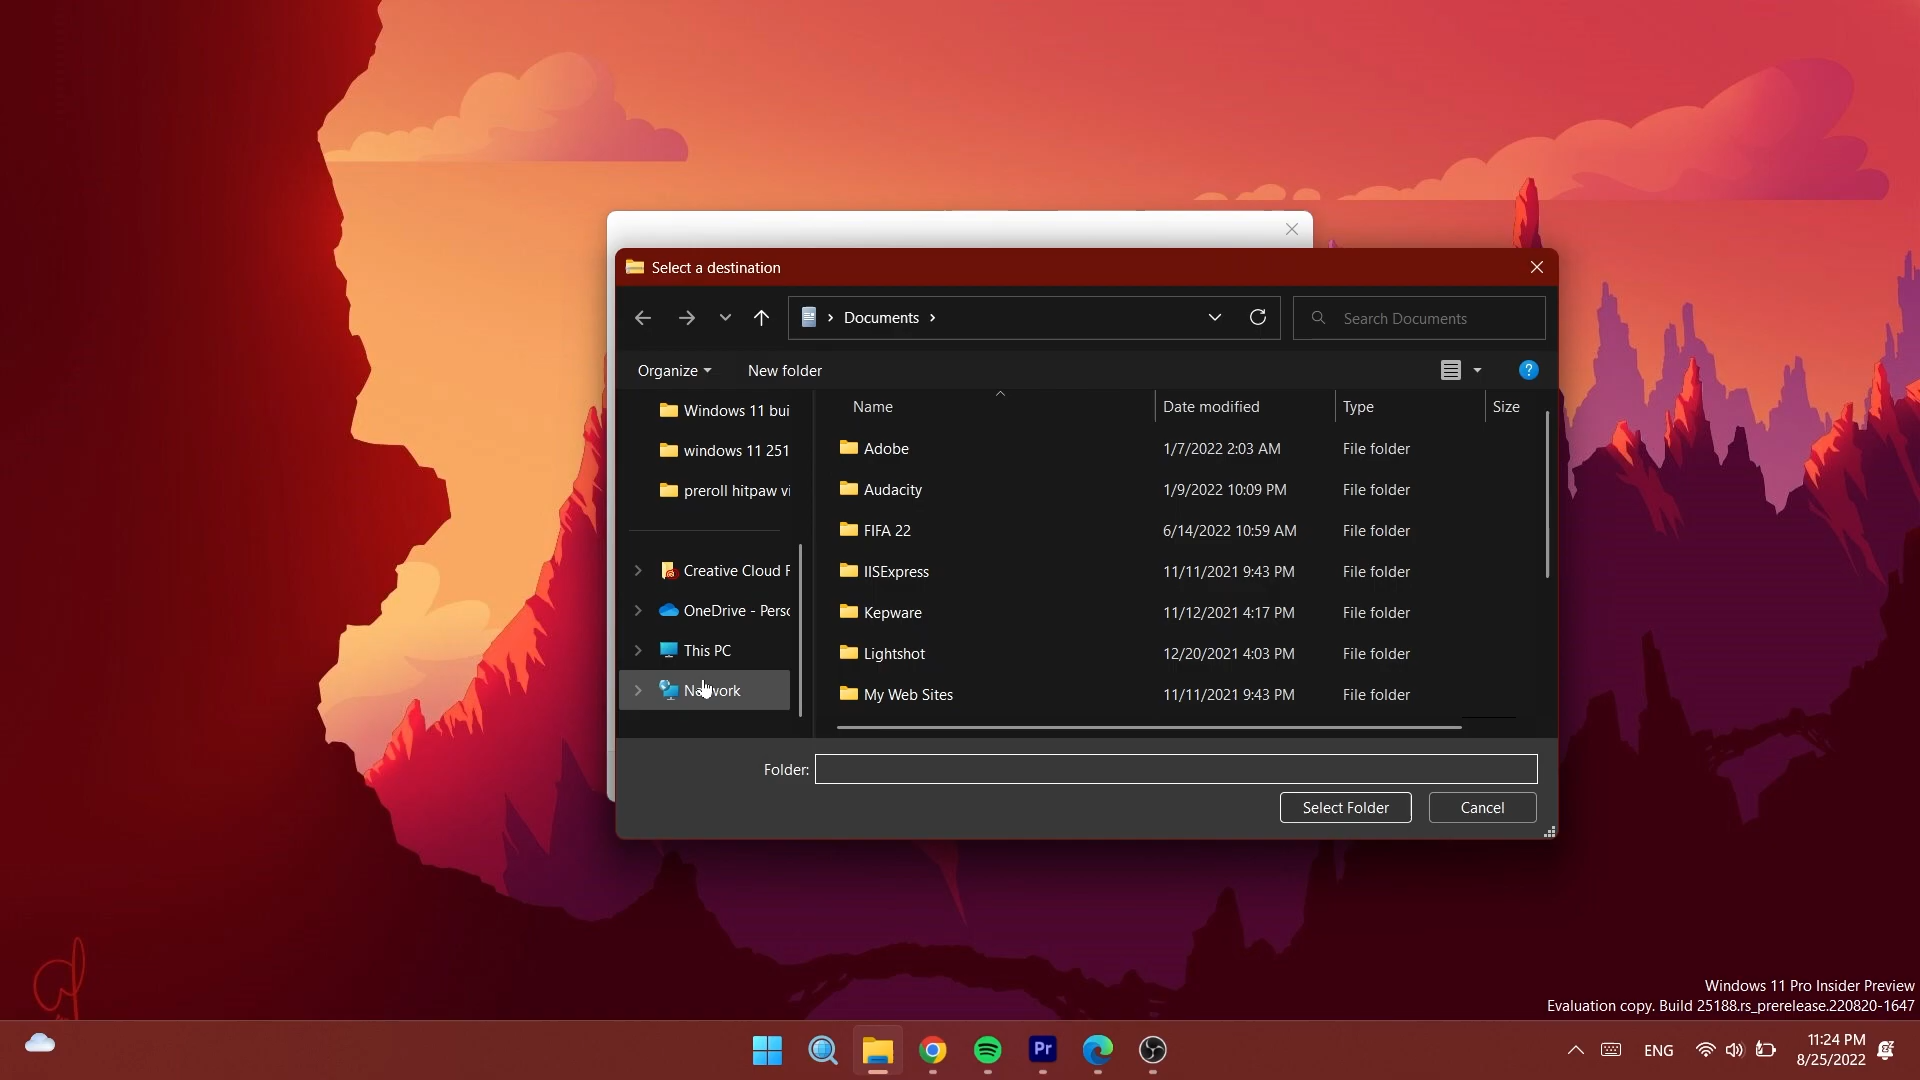 Select a destination
Documents
Search Documents
Organize
New folder
Windows 11 bui
windows 11 251
preroll hitpaw vi
Creative Cloud F
OneDrive - Perso
This PC
Network
Name Date modified Type Size
Adobe 1/7/2022 2:03 AM File folder
Audacity 1/9/2022 10:09 PM File folder
FIFA 22 6/14/2022 10:59 AM File folder
IISExpress 11/11/2021 9:43 PM File folder
Kepware 11/12/2021 4:17 PM File folder
Lightshot 12/20/2021 4:03 PM File folder
My Web Sites 11/11/2021 9:43 PM File folder
Folder:
Select Folder Cancel
Windows 11 Pro Insider Preview
Evaluation copy. Build 25188.rs_prerelease.220820-1647
Pr
ENG
11:24 PM
8/25/2022